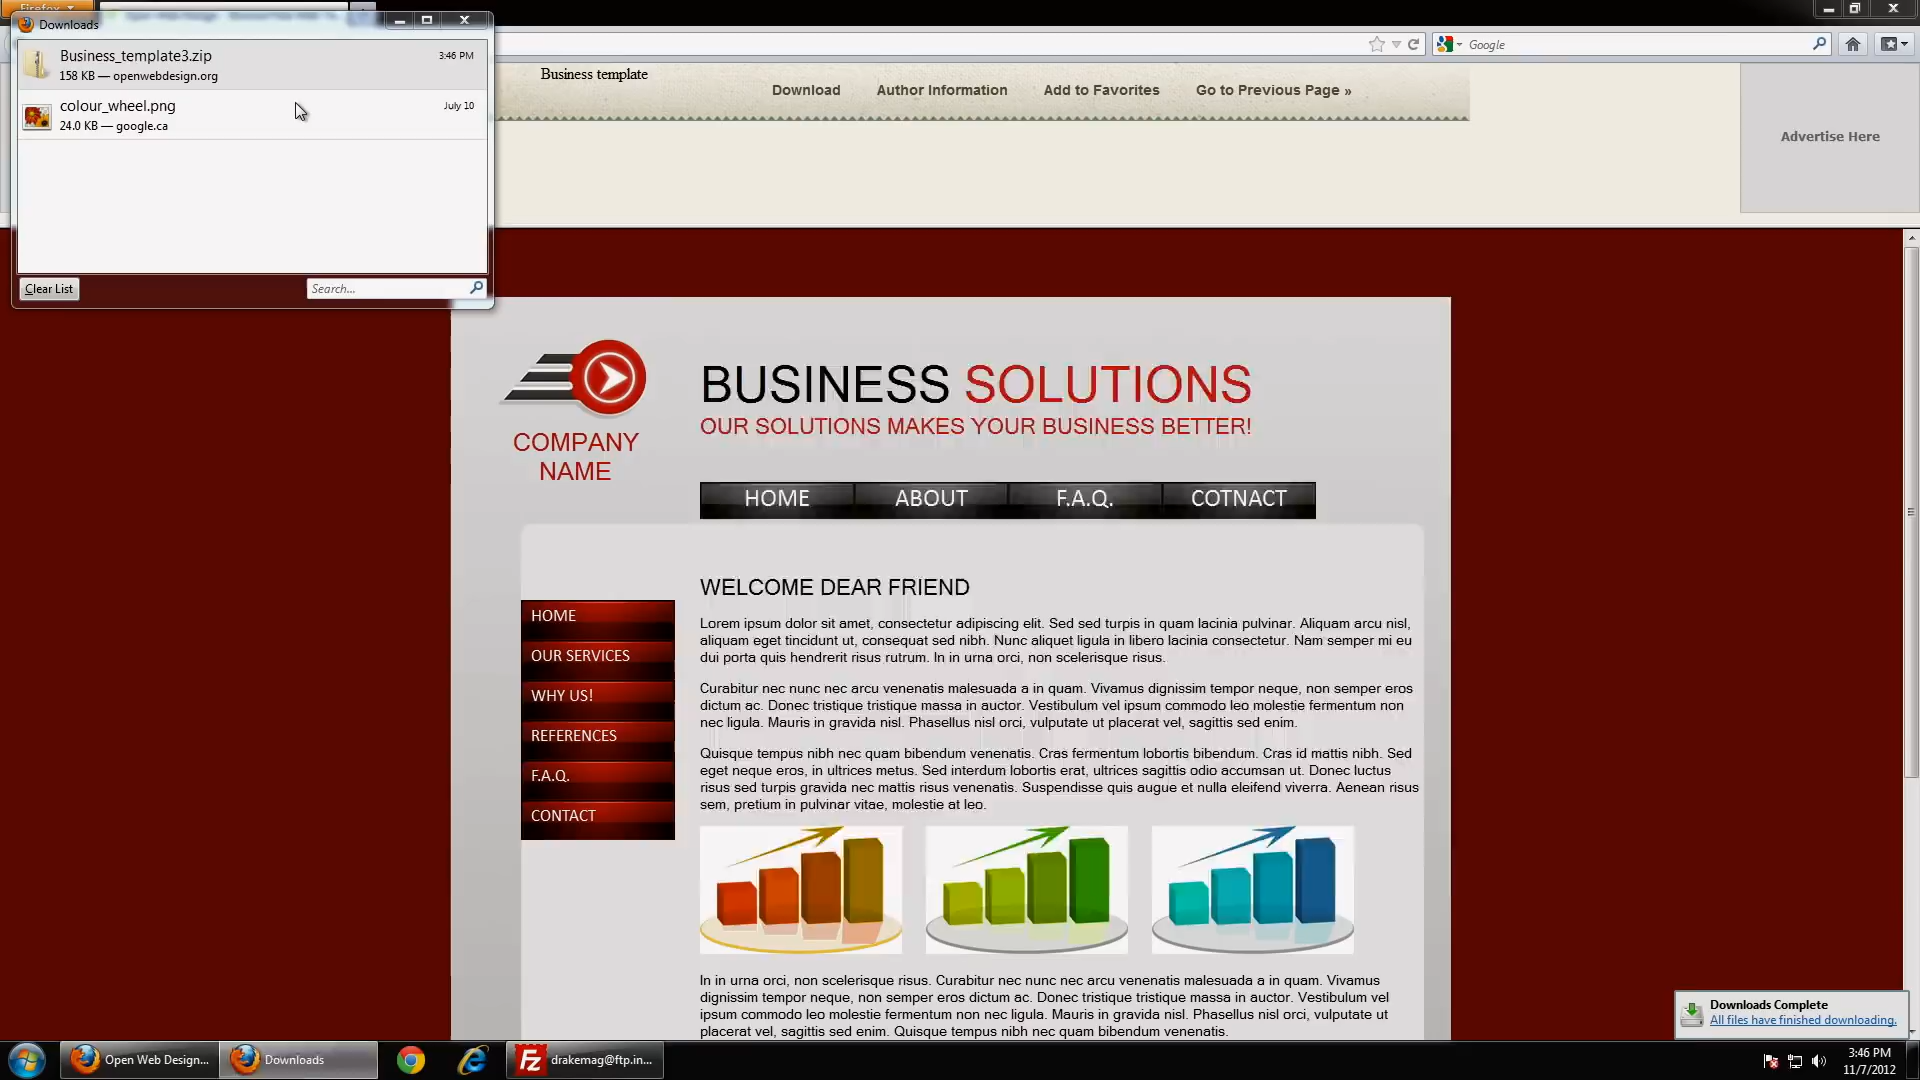 Firefox
Downloads
Business_template3.zip
3:46 PM
158 KB — openwebdesign.org
colour_wheel.png
July 10
24.0 KB — google.ca
Clear List
Search...
Google
Business template
Download
Author Information
Add to Favorites
Go to Previous Page »
Advertise Here
COMPANY
NAME
BUSINESS SOLUTIONS
OUR SOLUTIONS MAKES YOUR BUSINESS BETTER!
HOME
ABOUT
F.A.Q.
COTNACT
HOME
OUR SERVICES
WHY US!
REFERENCES
F.A.Q.
CONTACT
WELCOME DEAR FRIEND
Lorem ipsum dolor sit amet, consectetur adipiscing elit. Sed sed turpis in quam lacinia pulvinar. Aliquam arcu nisl,
aliquam eget tincidunt ut, consequat sed nibh. Nunc aliquet ligula in libero lacinia consectetur. Nam semper mi eu
dui porta quis hendrerit risus rutrum. In in urna orci, non scelerisque risus.
Curabitur nec nunc nec arcu venenatis malesuada a in quam. Vivamus dignissim tempor neque, non semper eros
dictum ac. Donec tristique tristique massa in auctor. Vestibulum vel ipsum commodo leo molestie fermentum non
nec ligula. Mauris in gravida nisl. Phasellus nisl orci, vulputate ut placerat vel, sagittis sed enim.
Quisque tempus nibh nec quam bibendum venenatis. Cras fermentum lobortis bibendum. Cras id mattis nibh. Sed
eget neque eros, in ultrices metus. Sed interdum lobortis erat, ultrices sagittis odio accumsan ut. Donec luctus
risus sed turpis gravida nec mattis risus venenatis. Suspendisse quis augue et nulla eleifend viverra. Aenean risus
sem, pretium in pulvinar vitae, molestie at leo.
In in urna orci, non scelerisque risus. Curabitur nec nunc nec arcu venenatis malesuada a in quam. Vivamus
dignissim tempor neque, non semper eros dictum ac. Donec tristique tristique massa in auctor. Vestibulum vel
ipsum commodo leo molestie fermentum non nec ligula. Mauris in gravida nisl. Phasellus nisl orci, vulputate ut
placerat vel, sagittis sed enim. Quisque tempus nibh nec quam bibendum venenatis.
Downloads Complete
All files have finished downloading.
Open Web Design...
Downloads
Fz
drakemag@ftp.in...
3:46 PM
11/7/2012